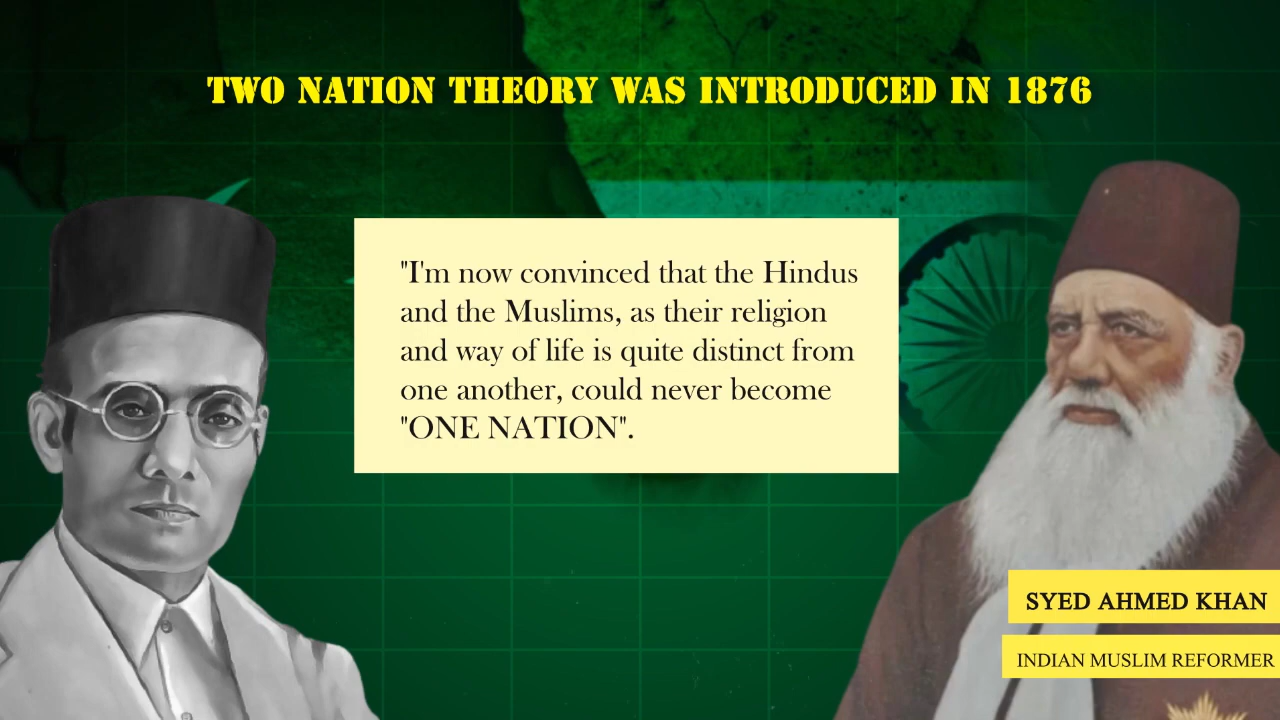 TWO NATION THEORY WAS INTRODUCED IN 1876
"I'm now convinced that the Hindus
and the Muslims, as their religion
and way of life is quite distinct from
one another, could never become
"ONE NATION".
SYED AHMED KHAN
INDIAN MUSLIM REFORMER